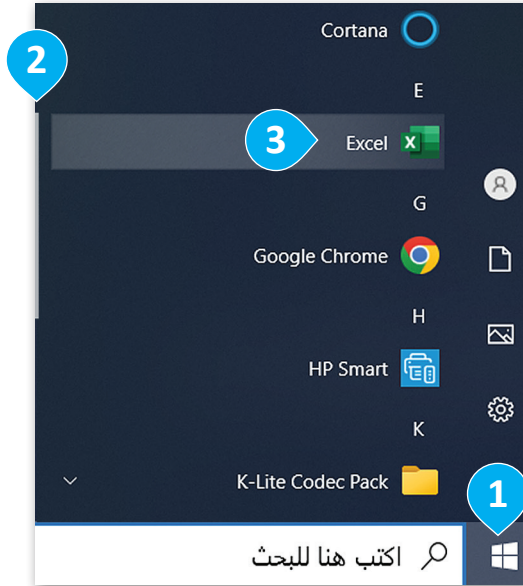 Cortana
2
E
3
Excel
G
Google Chrome
H
HP Smart
K
K-Lite Codec Pack
1
اكتب هنا للبحث